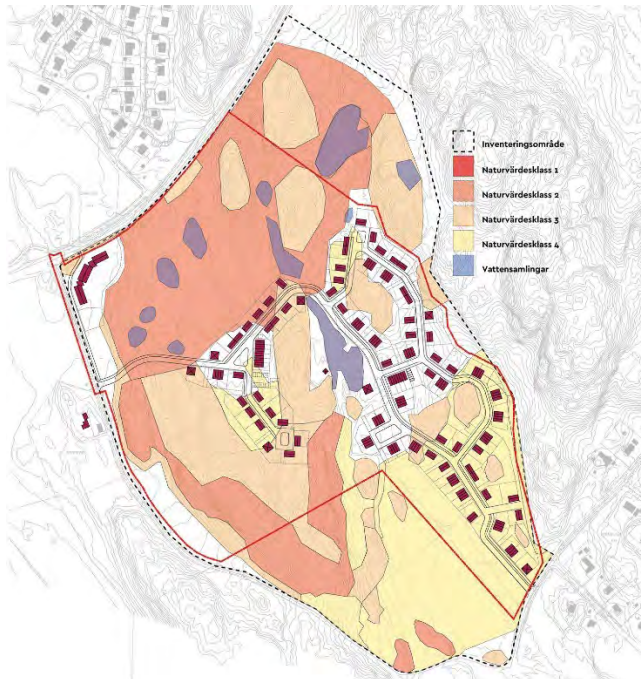 Inventeringsområde
Naturvärdesklass 1
Naturvärdesklass 2
Naturvärdesklass 3
Naturvärdesklass 4
Vattensamlingar